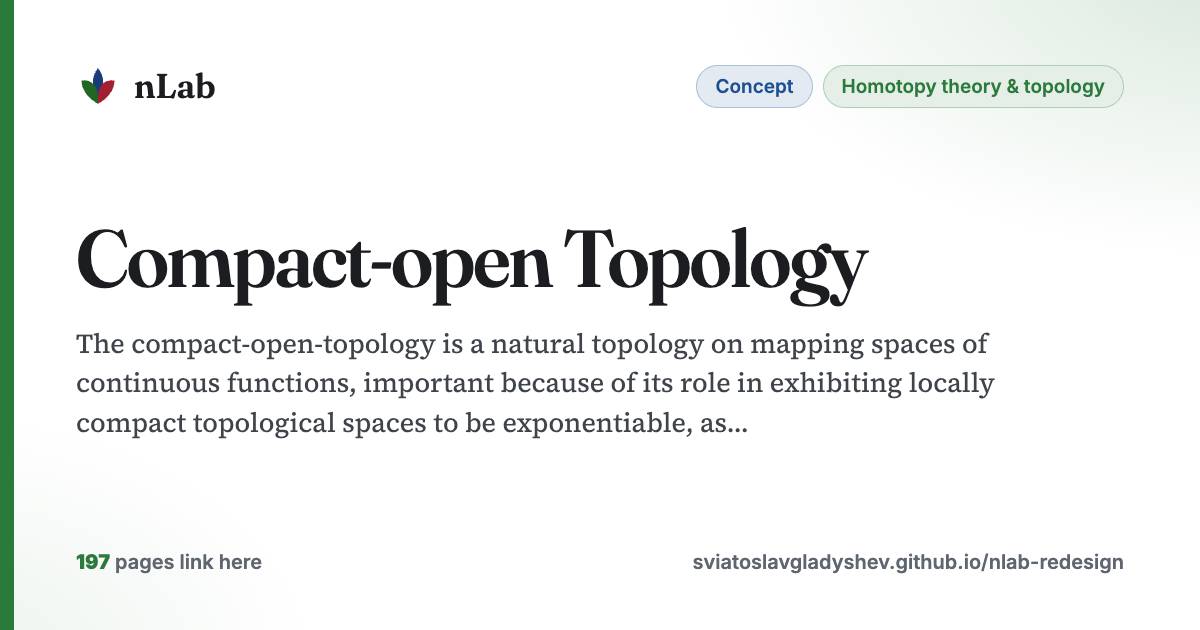 nLab
Concept
Homotopy theory & topology
Compact-open Topology
The compact-open-topology is a natural topology on mapping spaces of
continuous functions, important because of its role in exhibiting locally
compact topological spaces to be exponentiable, as...
197 pages link here
sviatoslavgladyshev.github.io/nlab-redesign